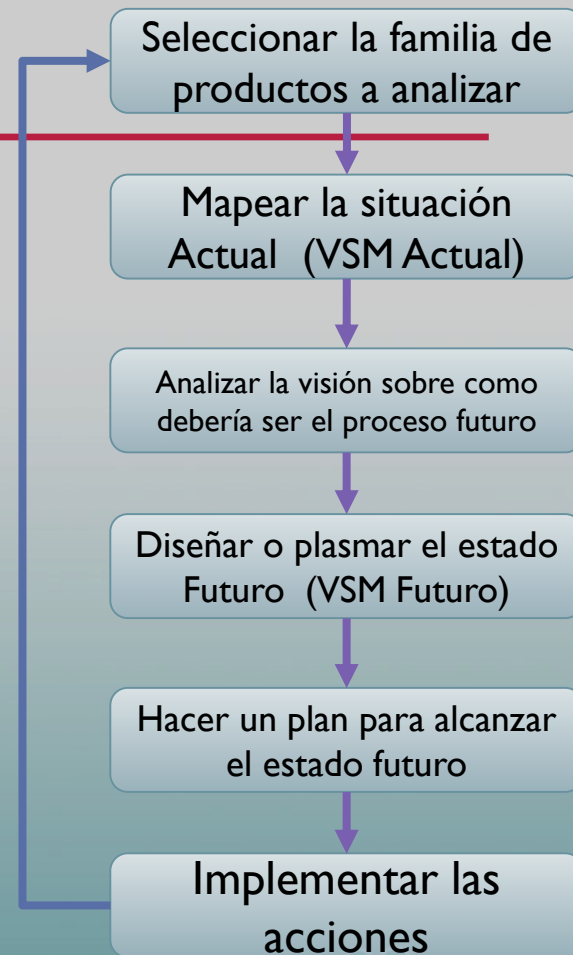 Seleccionar la familia de
productos a analizar
Mapear la situación
Actual (VSM Actual)
Analizar la visión sobre como
debería ser el proceso futuro
Diseñar o plasmar el estado
Futuro (VSM Futuro)
Hacer un plan para alcanzar
el estado futuro
Implementar las
acciones